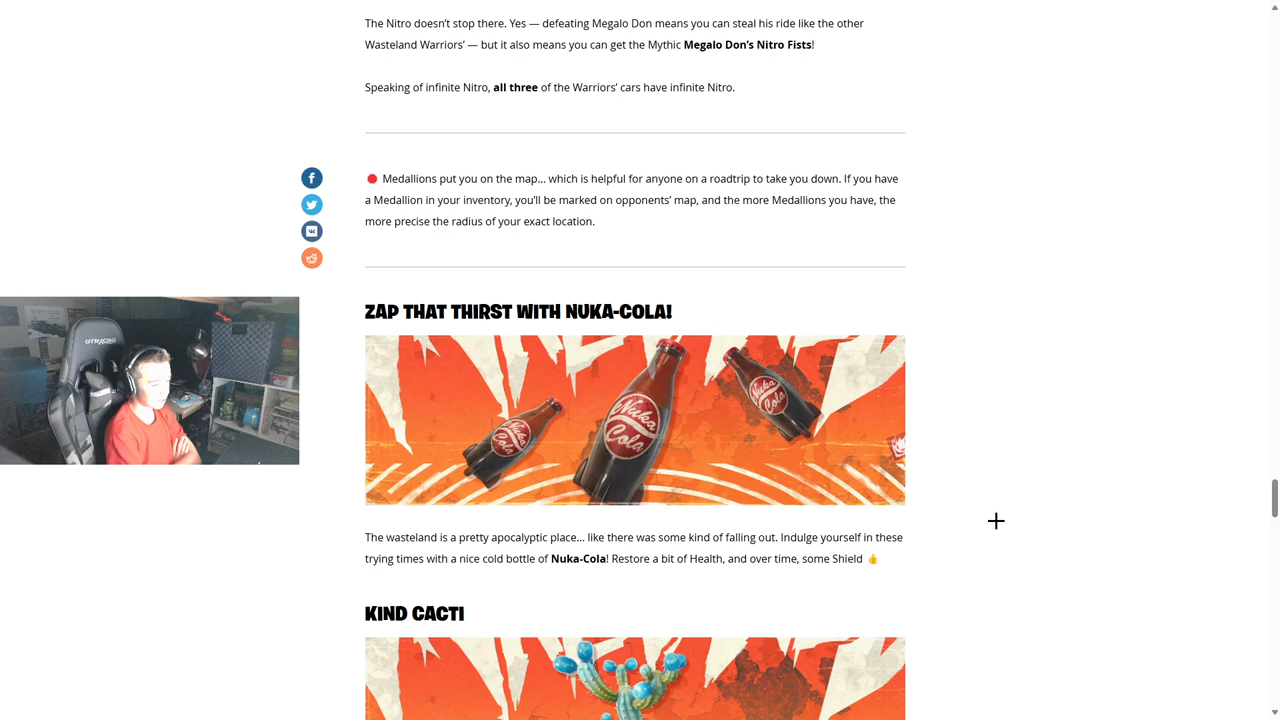 The Nitro doesn’t stop there. Yes — defeating Megalo Don means you can steal his ride like the other
Wasteland Warriors’ — but it also means you can get the Mythic Megalo Don’s Nitro Fists!
Speaking of infinite Nitro, all three of the Warriors’ cars have infinite Nitro.
Medallions put you on the map... which is helpful for anyone on a roadtrip to take you down. If you have
a Medallion in your inventory, you’ll be marked on opponents’ map, and the more Medallions you have, the
more precise the radius of your exact location.
ZAP THAT THIRST WITH NUKA-COLA!
GTRACING
Nuka Cola
Nuka Cola
Nuka Cola
The wasteland is a pretty apocalyptic place... like there was some kind of falling out. Indulge yourself in these
trying times with a nice cold bottle of Nuka-Cola! Restore a bit of Health, and over time, some Shield 👍
KIND CACTI